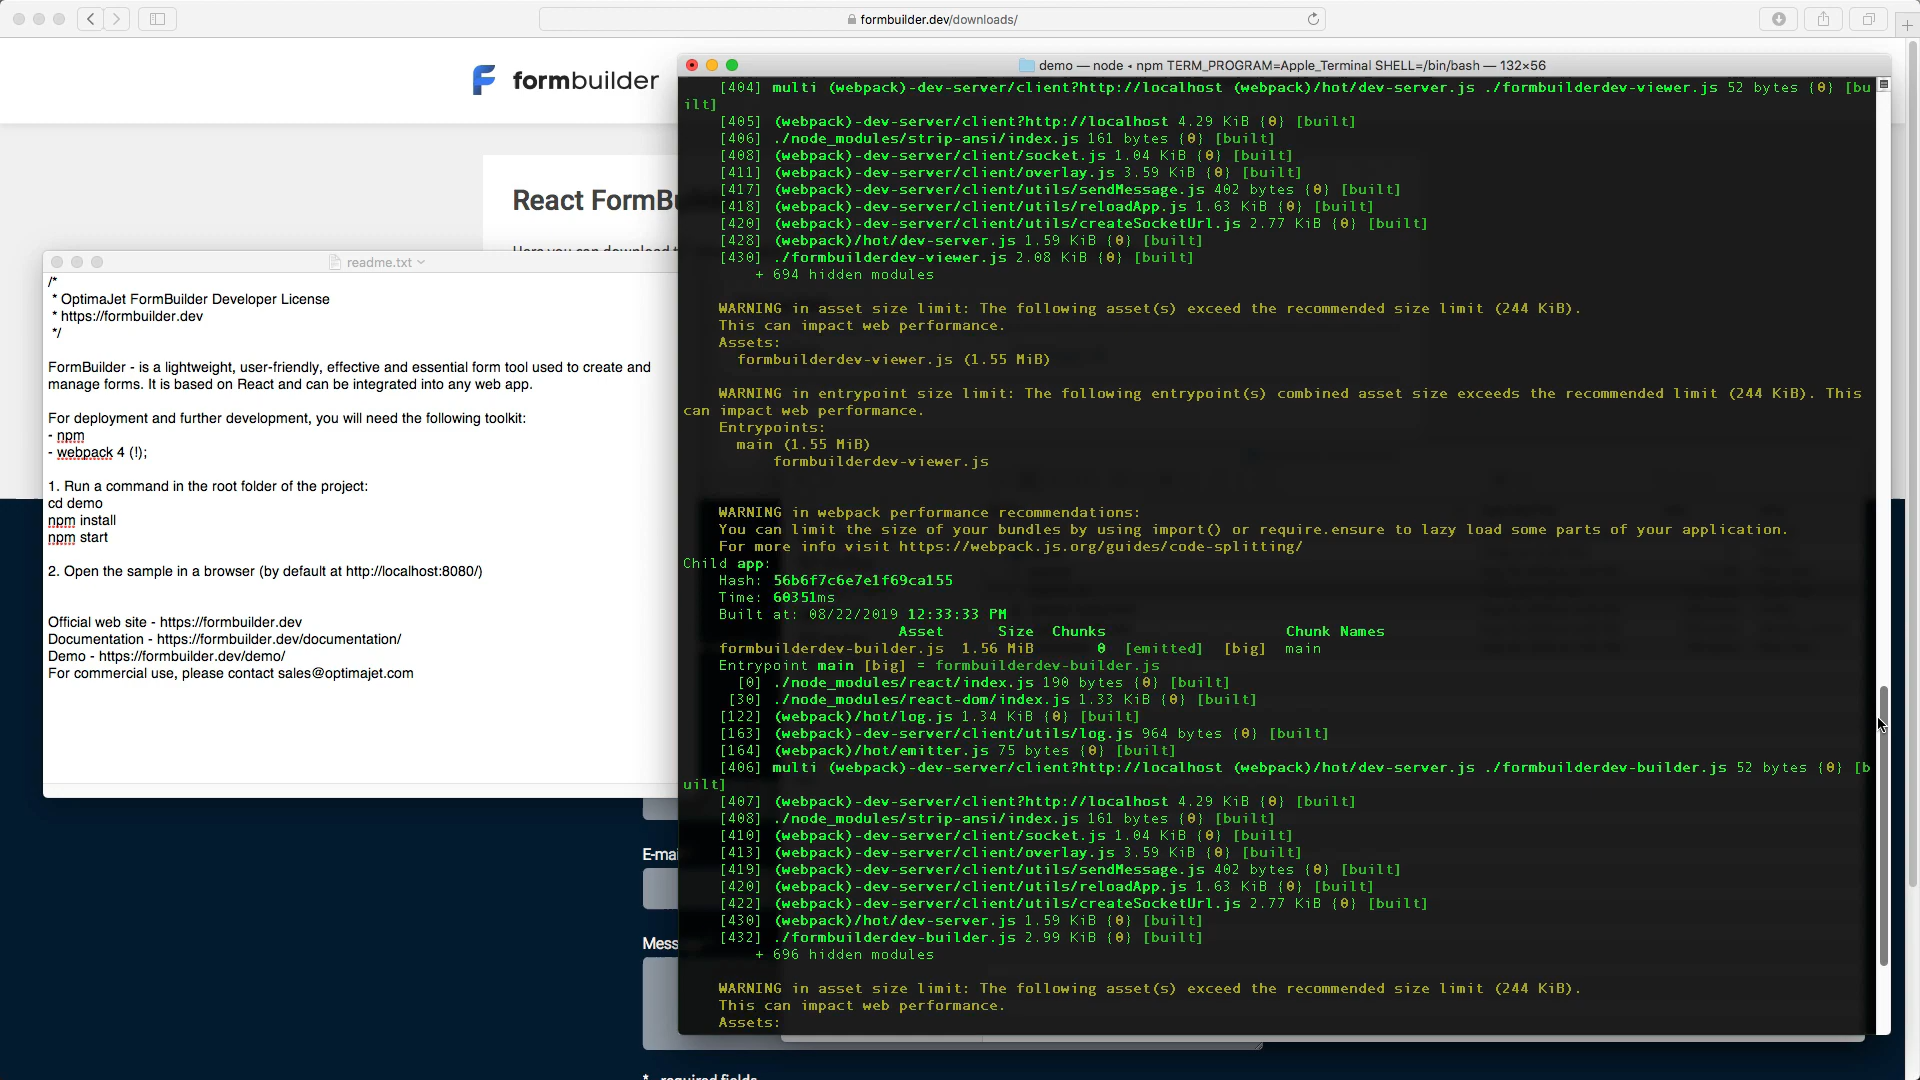 formbuilder.dev/downloads/
formbuilder
React FormBu
readme.txt
/*
* OptimaJet FormBuilder Developer License
* https://formbuilder.dev
*/
FormBuilder - is a lightweight, user-friendly, effective and essential form tool used to create and
manage forms. It is based on React and can be integrated into any web app.
For deployment and further development, you will need the following toolkit:
- npm
- webpack 4 (!);
1. Run a command in the root folder of the project:
cd demo
npm install
npm start
2. Open the sample in a browser (by default at http://localhost:8080/)
Official web site - https://formbuilder.dev
Documentation - https://formbuilder.dev/documentation/
Demo - https://formbuilder.dev/demo/
For commercial use, please contact sales@optimajet.com
E-mai
Mess
demo — node • npm TERM_PROGRAM=Apple_Terminal SHELL=/bin/bash — 132×56
[404] multi (webpack)-dev-server/client?http://localhost (webpack)/hot/dev-server.js ./formbuilderdev-viewer.js 52 bytes {0} [bu
ilt]
[405] (webpack)-dev-server/client?http://localhost 4.29 KiB {0} [built]
[406] ./node_modules/strip-ansi/index.js 161 bytes {0} [built]
[408] (webpack)-dev-server/client/socket.js 1.04 KiB {0} [built]
[411] (webpack)-dev-server/client/overlay.js 3.59 KiB {0} [built]
[417] (webpack)-dev-server/client/utils/sendMessage.js 402 bytes {0} [built]
[418] (webpack)-dev-server/client/utils/reloadApp.js 1.63 KiB {0} [built]
[420] (webpack)-dev-server/client/utils/createSocketUrl.js 2.77 KiB {0} [built]
[428] (webpack)/hot/dev-server.js 1.59 KiB {0} [built]
[430] ./formbuilderdev-viewer.js 2.08 KiB {0} [built]
+ 694 hidden modules
WARNING in asset size limit: The following asset(s) exceed the recommended size limit (244 KiB).
This can impact web performance.
Assets:
formbuilderdev-viewer.js (1.55 MiB)
WARNING in entrypoint size limit: The following entrypoint(s) combined asset size exceeds the recommended limit (244 KiB). This
can impact web performance.
Entrypoints:
main (1.55 MiB)
formbuilderdev-viewer.js
WARNING in webpack performance recommendations:
You can limit the size of your bundles by using import() or require.ensure to lazy load some parts of your application.
For more info visit https://webpack.js.org/guides/code-splitting/
Child app:
Hash: 56b6f7c6e7e1f69ca155
Time: 60351ms
Built at: 08/22/2019 12:33:33 PM
Asset Size Chunks Chunk Names
formbuilderdev-builder.js 1.56 MiB 0 [emitted] [big] main
Entrypoint main [big] = formbuilderdev-builder.js
[0] ./node_modules/react/index.js 190 bytes {0} [built]
[30] ./node_modules/react-dom/index.js 1.33 KiB {0} [built]
[122] (webpack)/hot/log.js 1.34 KiB {0} [built]
[163] (webpack)-dev-server/client/utils/log.js 964 bytes {0} [built]
[164] (webpack)/hot/emitter.js 75 bytes {0} [built]
[406] multi (webpack)-dev-server/client?http://localhost (webpack)/hot/dev-server.js ./formbuilderdev-builder.js 52 bytes {0} [b
uilt]
[407] (webpack)-dev-server/client?http://localhost 4.29 KiB {0} [built]
[408] ./node_modules/strip-ansi/index.js 161 bytes {0} [built]
[410] (webpack)-dev-server/client/socket.js 1.04 KiB {0} [built]
[413] (webpack)-dev-server/client/overlay.js 3.59 KiB {0} [built]
[419] (webpack)-dev-server/client/utils/sendMessage.js 402 bytes {0} [built]
[420] (webpack)-dev-server/client/utils/reloadApp.js 1.63 KiB {0} [built]
[422] (webpack)-dev-server/client/utils/createSocketUrl.js 2.77 KiB {0} [built]
[430] (webpack)/hot/dev-server.js 1.59 KiB {0} [built]
[432] ./formbuilderdev-builder.js 2.99 KiB {0} [built]
+ 696 hidden modules
WARNING in asset size limit: The following asset(s) exceed the recommended size limit (244 KiB).
This can impact web performance.
Assets: